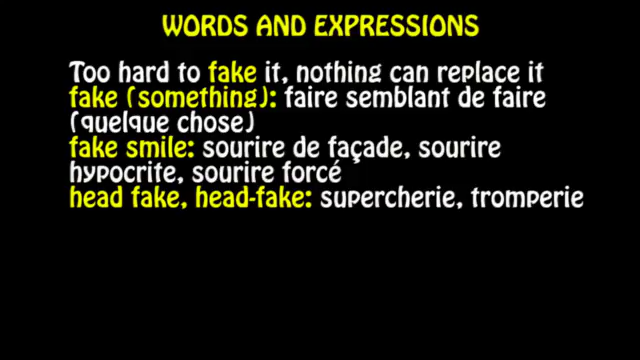 WORDS AND EXPRESSIONS
Too hard to fake it, nothing can replace it
fake (something): faire semblant de faire
(quelque chose)
fake smile: sourire de façade, sourire
hypocrite, sourire forcé
head fake, head-fake: supercherie, tromperie